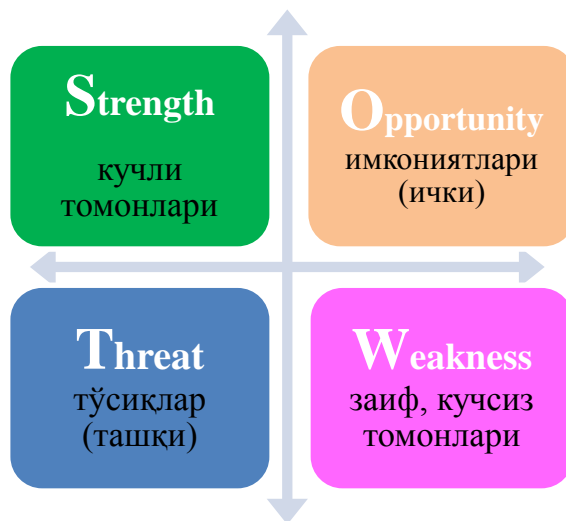 Strength
кучли
томонлари
Opportunity
имкониятлари
(ички)
Threat
тўсиқлар
(ташқи)
Weakness
заиф, кучсиз
томонлари